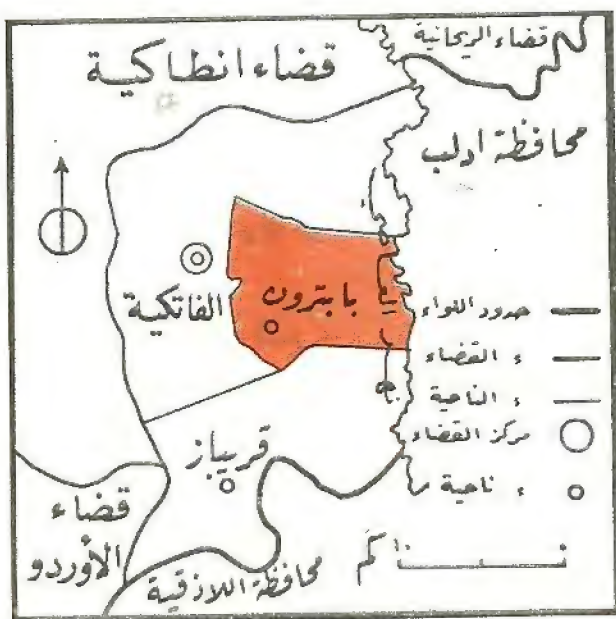 قضاء الريحانية
قضاء انطاكية
محافظة ادلب
الفاتكية
بابترون
حدود اللواء
ء القضاء
ء الناحية
مركز القضاء
ء ناحية
قريباز
قضاء
الأوردو
محافظة اللاذقية
كم